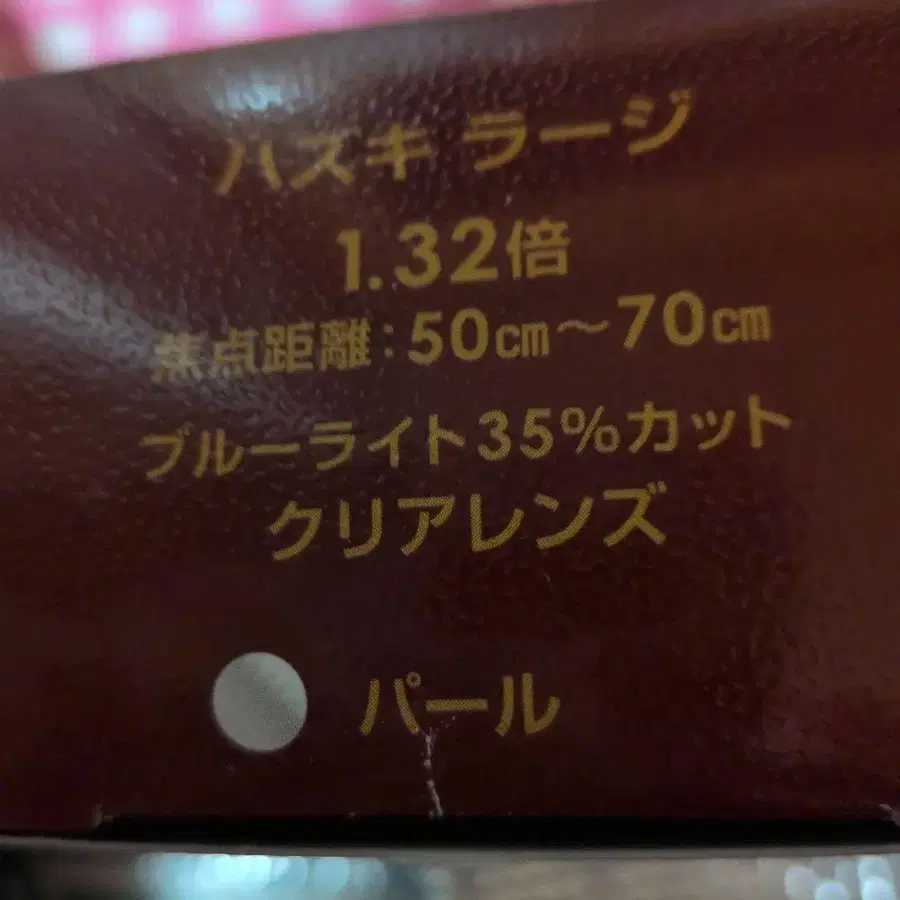 ハズキ ラージ
1.32倍
焦点距離:50㎝〜70㎝
ブルーライト35%カット
クリアレンズ
パール